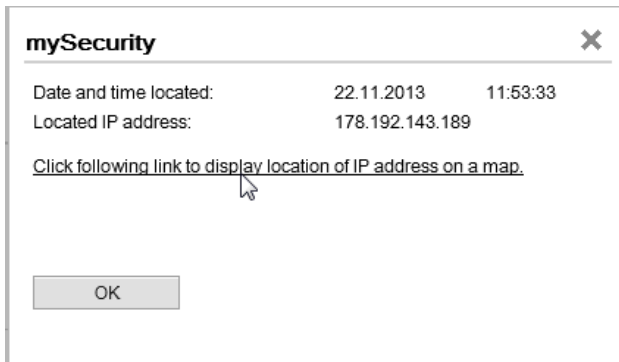 mySecurity
Date and time located: 22.11.2013 11:53:33
Located IP address: 178.192.143.189
Click following link to display location of IP address on a map.
OK